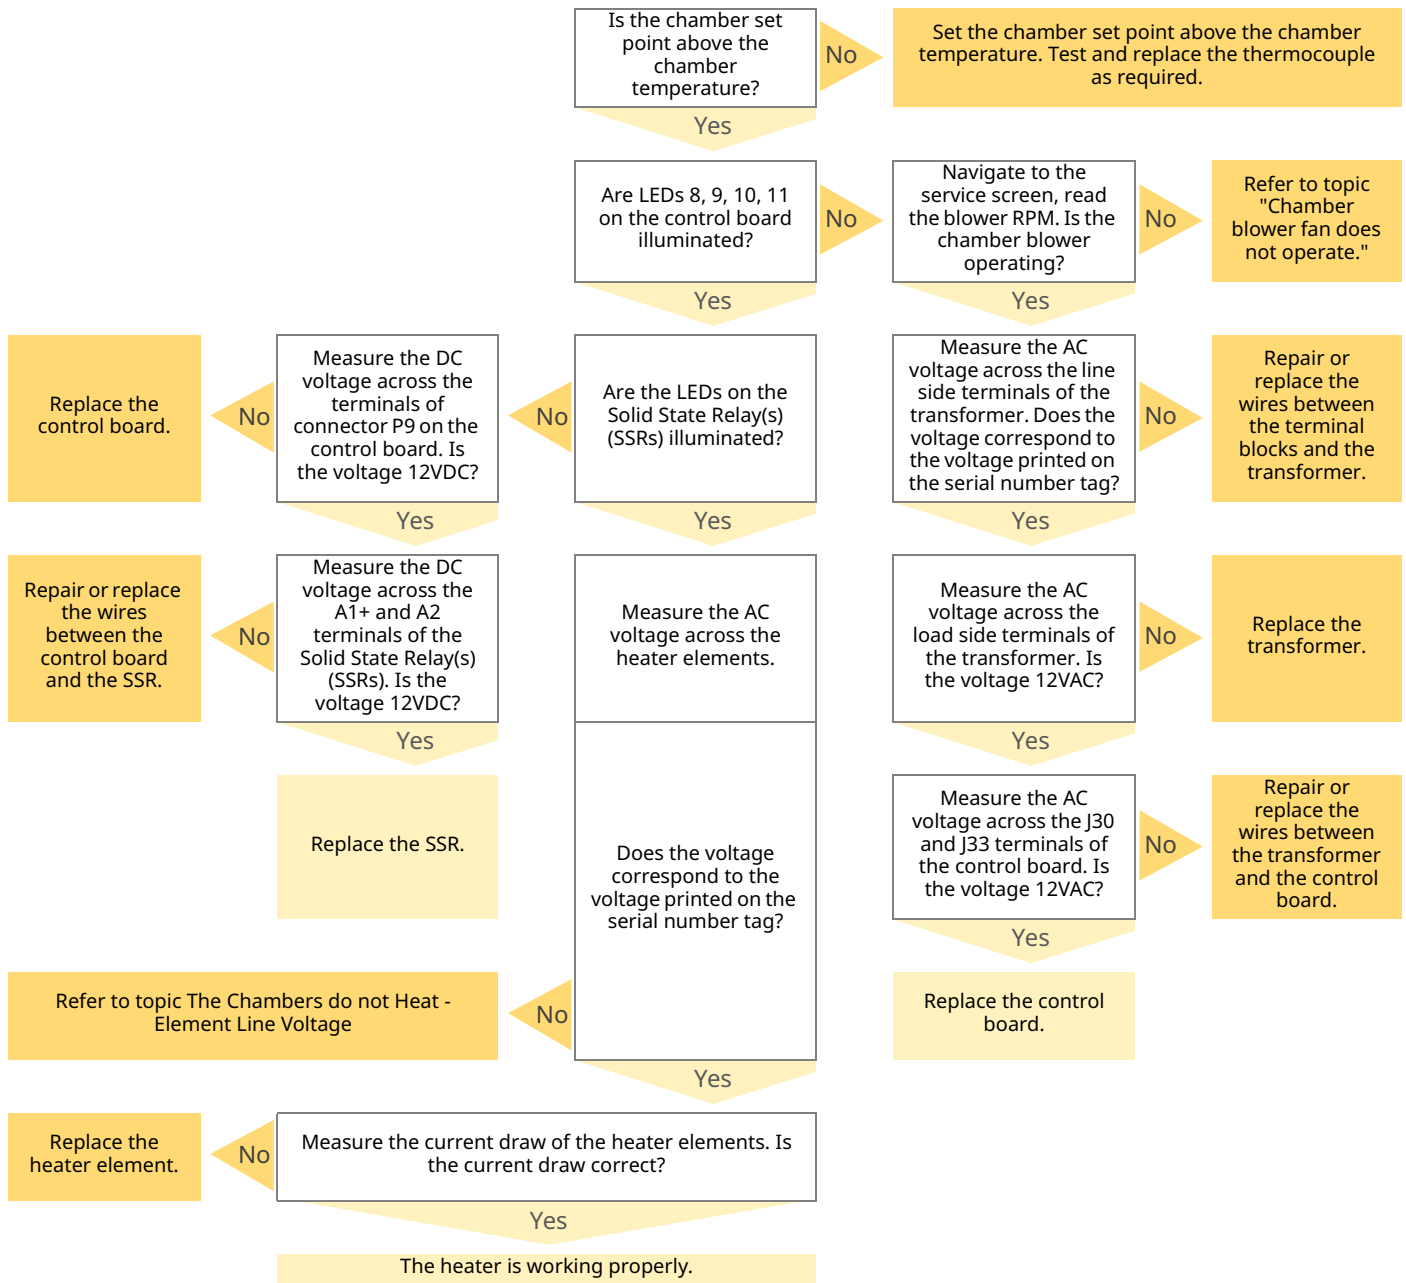 Is the chamber set
point above the
chamber
temperature?
No
Set the chamber set point above the chamber
temperature. Test and replace the thermocouple
as required.
Yes
Are LEDs 8, 9, 10, 11
on the control board
illuminated?
No
Navigate to the
service screen, read
the blower RPM. Is the
chamber blower
operating?
No
Refer to topic
"Chamber
blower fan does
not operate."
Yes
Yes
Replace the
control board.
No
Measure the DC
voltage across the
terminals of
connector P9 on the
control board. Is
the voltage 12VDC?
No
Are the LEDs on the
Solid State Relay(s)
(SSRs) illuminated?
Measure the AC
voltage across the line
side terminals of the
transformer. Does the
voltage correspond to
the voltage printed on
the serial number tag?
No
Repair or
replace the
wires between
the terminal
blocks and the
transformer.
Yes
Yes
Yes
Repair or replace
the wires
between the
control board
and the SSR.
No
Measure the DC
voltage across the
A1+ and A2
terminals of the
Solid State Relay(s)
(SSRs). Is the
voltage 12VDC?
Measure the AC
voltage across the
heater elements.
Measure the AC
voltage across the
load side terminals of
the transformer. Is
the voltage 12VAC?
No
Replace the
transformer.
Yes
Yes
Replace the SSR.
Does the voltage
correspond to the
voltage printed on the
serial number tag?
Measure the AC
voltage across the J30
and J33 terminals of
the control board. Is
the voltage 12VAC?
No
Repair or
replace the
wires between
the transformer
and the control
board.
Yes
Refer to topic The Chambers do not Heat -
Element Line Voltage
No
Replace the control
board.
Yes
Replace the
heater element.
No
Measure the current draw of the heater elements. Is
the current draw correct?
Yes
The heater is working properly.